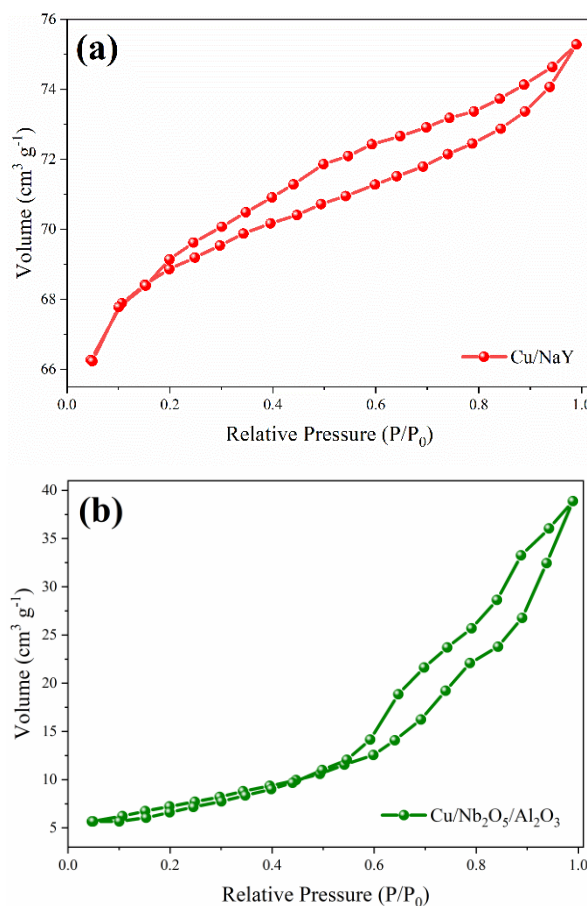 (a)
76
74
72
70
68
66
Volume (cm³ g⁻¹)
Cu/NaY
0.0 0.2 0.4 0.6 0.8 1.0
Relative Pressure (P/P₀)
(b)
40
35
30
25
20
15
10
5
Volume (cm³ g⁻¹)
Cu/Nb₂O₅/Al₂O₃
0.0 0.2 0.4 0.6 0.8 1.0
Relative Pressure (P/P₀)